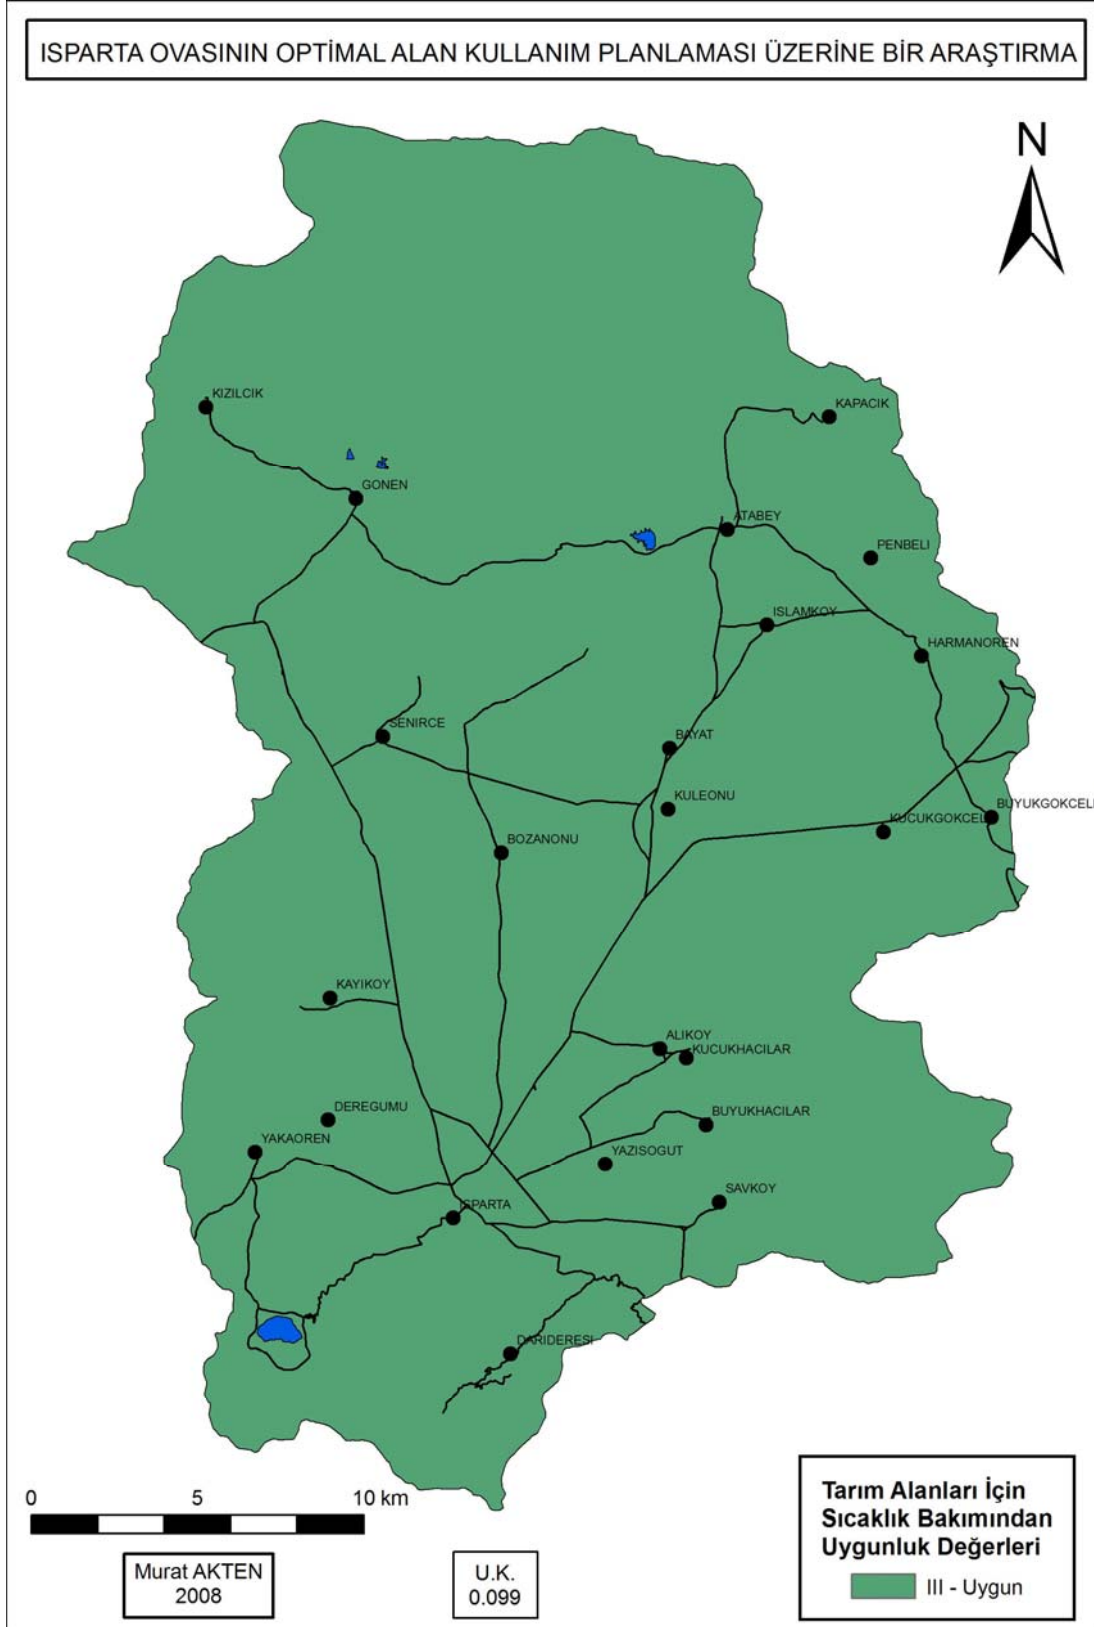 ISPARTA OVASININ OPTİMAL ALAN KULLANIM PLANLAMASI ÜZERİNE BİR ARAŞTIRMA
N
KIZILCIK
KAPACIK
GONEN
ATABEY
PENBELI
ISLAMKOY
HARMANOREN
SENIRCE
BAYAT
KULEONU
BUYUKGOKCELI
KUCUKGOKCELI
BOZANONU
KAYIKOY
ALIKOY
KUCUKHACILAR
DEREGUMU
BUYUKHACILAR
YAKAOREN
YAZISOGUT
SAVKOY
ISPARTA
DARIDERESI
0 5 10 km
Murat AKTEN
2008
U.K.
0.099
Tarım Alanları İçin
Sıcaklık Bakımından
Uygunluk Değerleri
III - Uygun